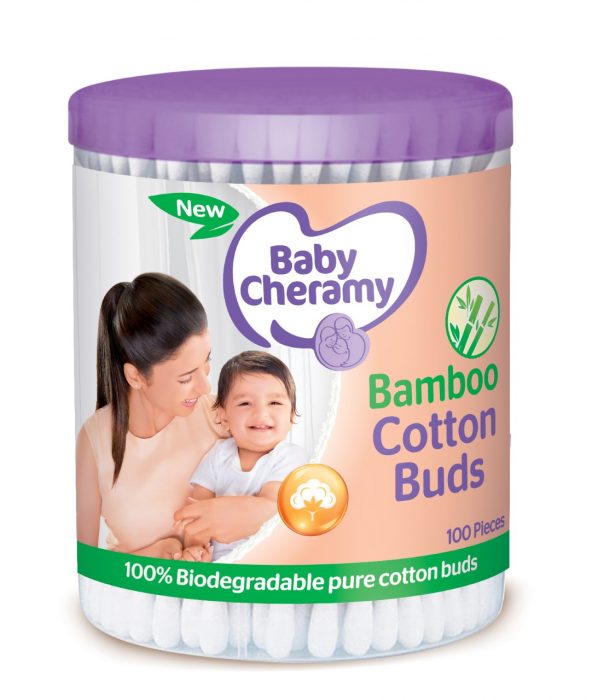 New
Baby
Cheramy
Bamboo
Cotton
Buds
100 Pieces
100% Biodegradable pure cotton buds